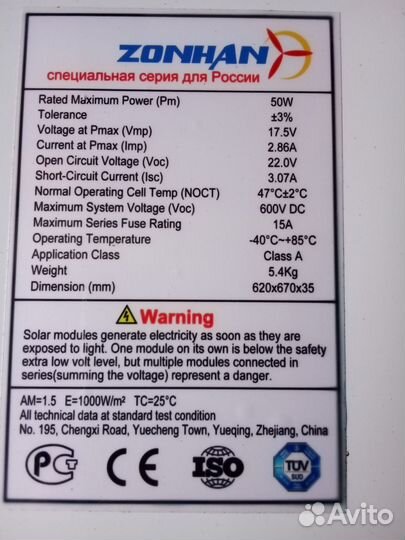 ZONHAN
специальная серия для России
Rated Maximum Power (Pm) 50W
Tolerance ±3%
Voltage at Pmax (Vmp) 17.5V
Current at Pmax (Imp) 2.86A
Open Circuit Voltage (Voc) 22.0V
Short-Circuit Current (Isc) 3.07A
Normal Operating Cell Temp (NOCT) 47°C±2°C
Maximum System Voltage (Voc) 600V DC
Maximum Series Fuse Rating 15A
Operating Temperature -40°C~+85°C
Application Class Class A
Weight 5.4Kg
Dimension (mm) 620x670x35
Warning
Solar modules generate electricity as soon as they are
exposed to light. One module on its own is below the safety
extra low volt level, but multiple modules connected in
series(summing the voltage) represent a danger.
AM=1.5 E=1000W/m² TC=25°C
All technical data at standard test condition
No. 195, Chengxi Road, Yuecheng Town, Yueqing, Zhejiang, China
РСТ CE ISO TÜV
SÜD
Avito